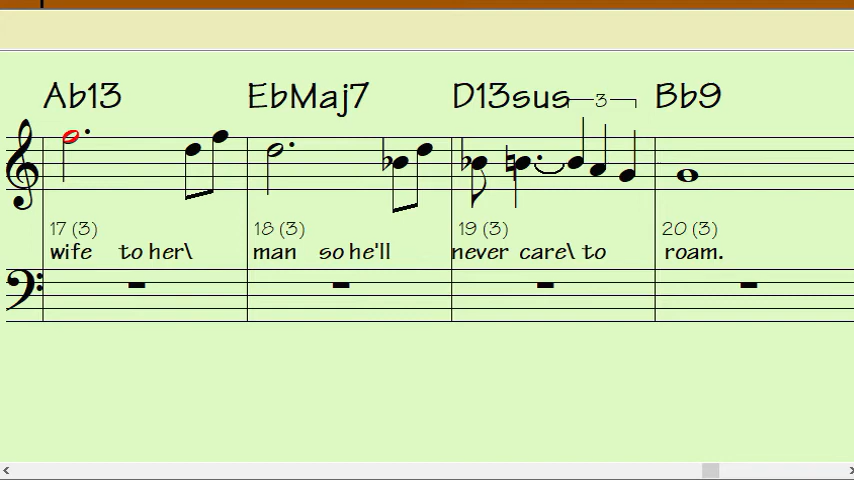 Ab13 EbMaj7 D13sus 3 Bb9
17 (3) 18 (3) 19 (3) 20 (3)
wife to her\ man so he'll never care\ to roam.